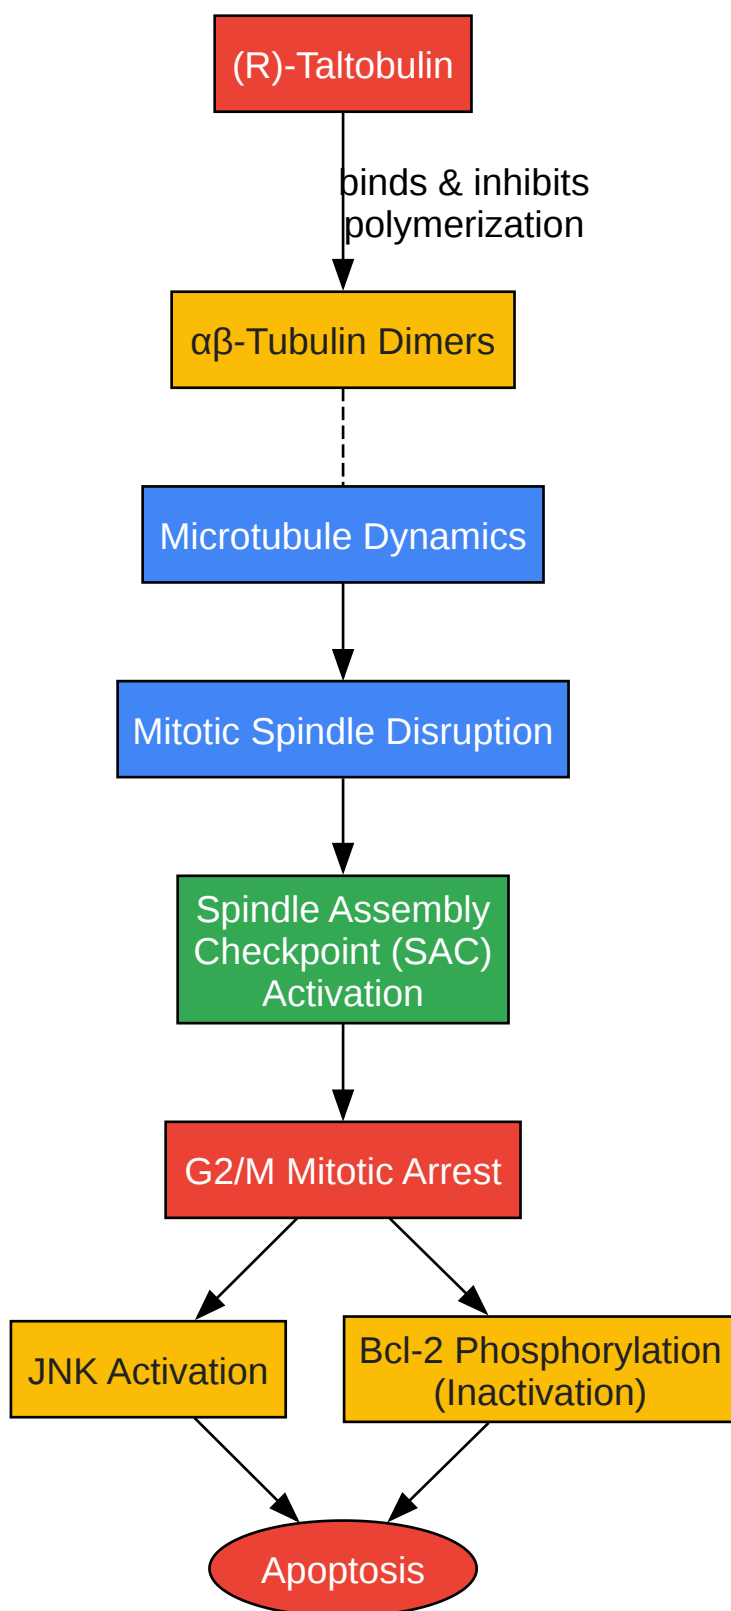 (R)-Taltobulin
binds & inhibits
polymerization
αβ-Tubulin Dimers
Microtubule Dynamics
Mitotic Spindle Disruption
Spindle Assembly
Checkpoint (SAC)
Activation
G2/M Mitotic Arrest
JNK Activation
Bcl-2 Phosphorylation
(Inactivation)
Apoptosis